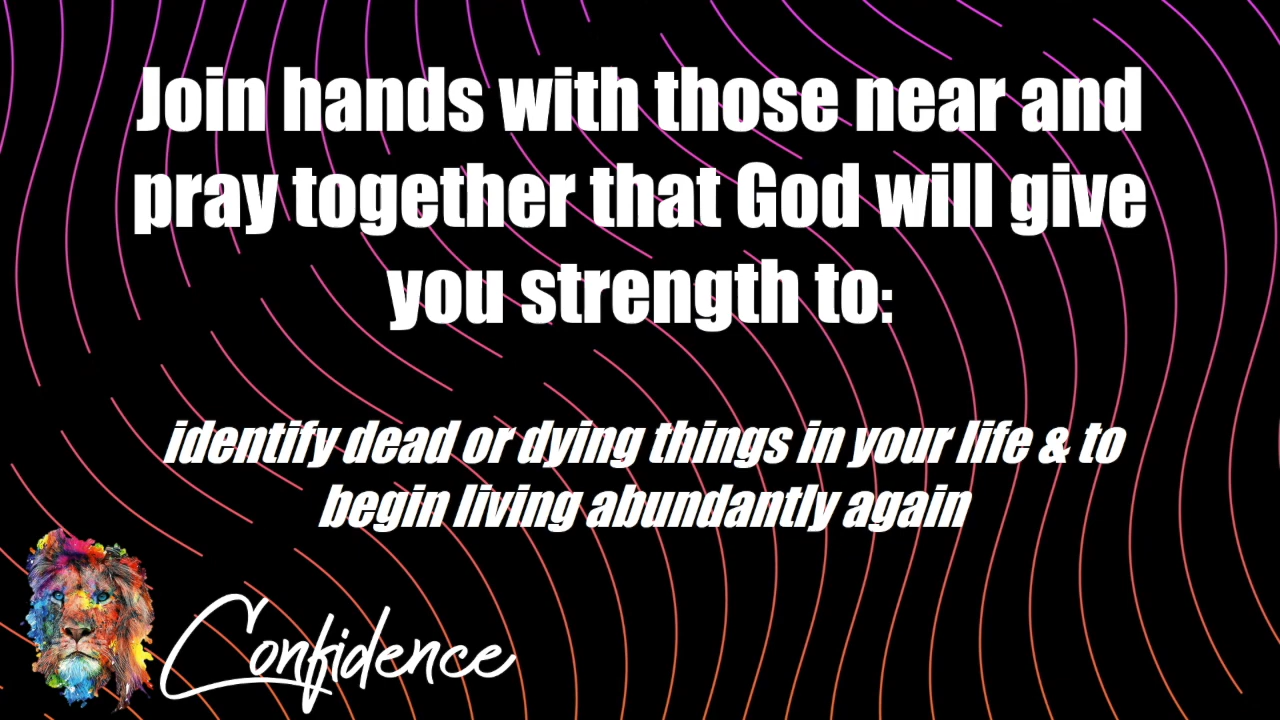 Join hands with those near and
pray together that God will give
you strength to:
identify dead or dying things in your life & to
begin living abundantly again
Confidence